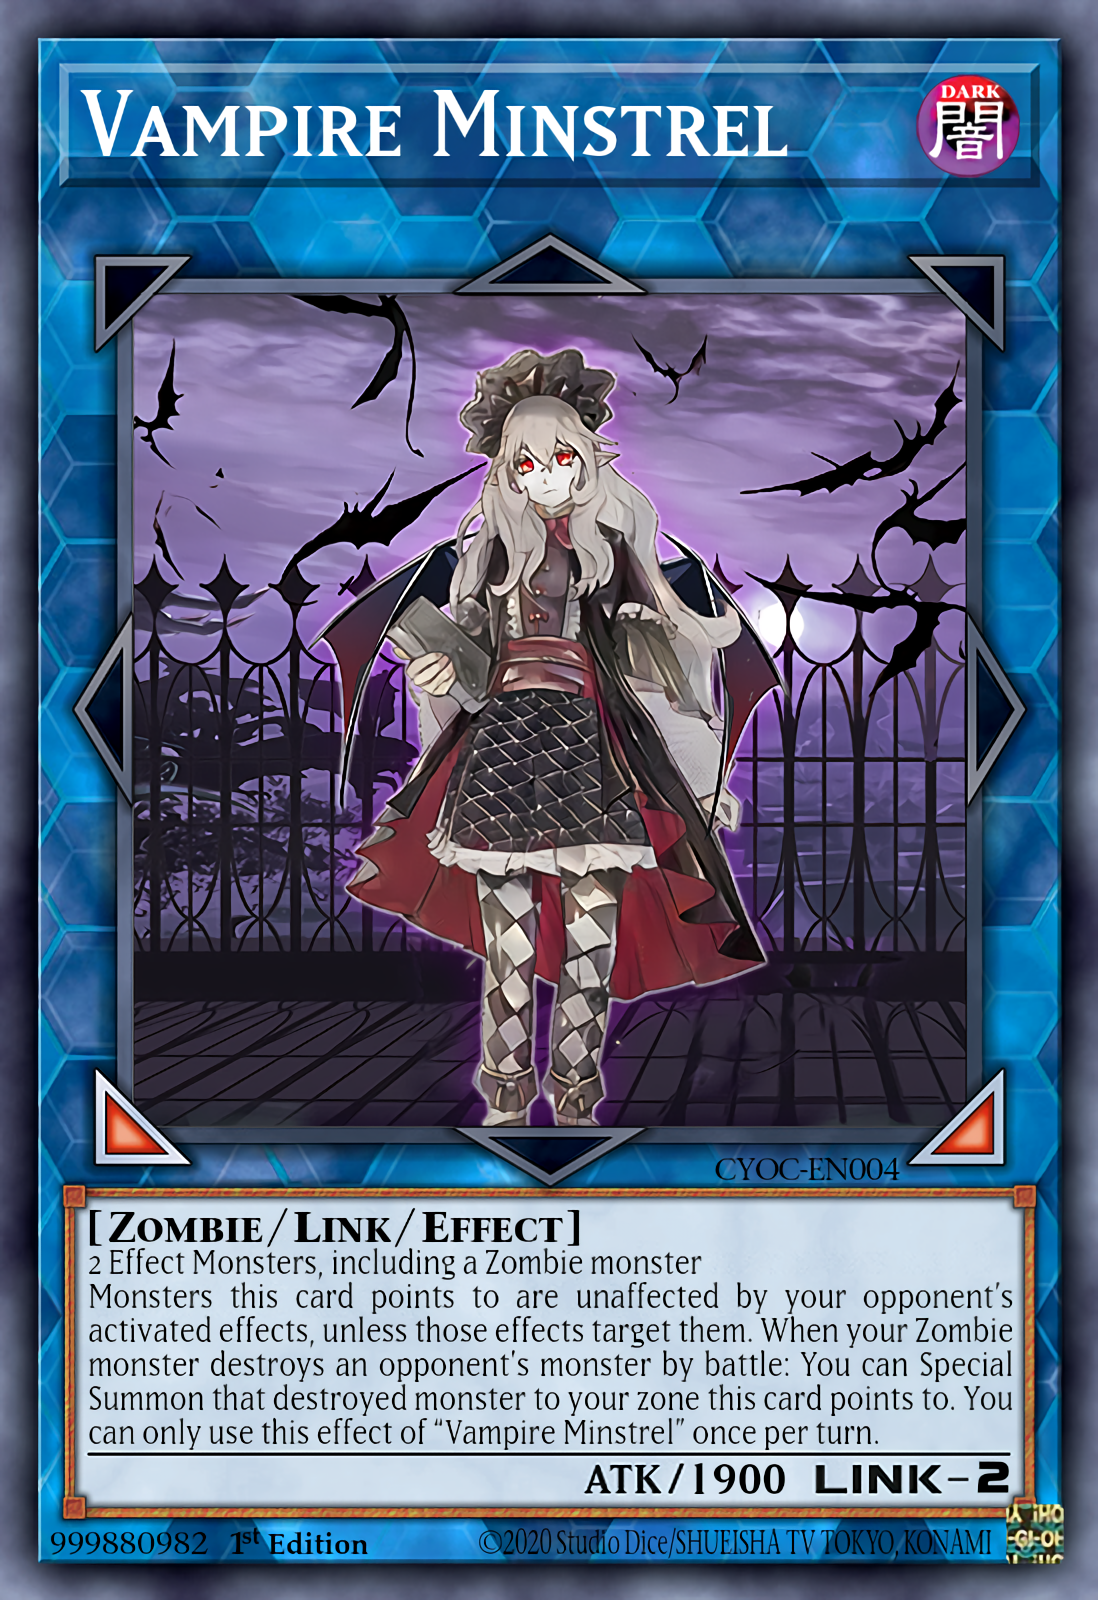 VAMPIRE MINSTREL
DARK
闇
CYOC-EN004
[ZOMBIE/LINK/EFFECT]
2 Effect Monsters, including a Zombie monster
Monsters this card points to are unaffected by your opponent's
activated effects, unless those effects target them. When your Zombie
monster destroys an opponent's monster by battle: You can Special
Summon that destroyed monster to your zone this card points to. You
can only use this effect of “Vampire Minstrel” once per turn.
ATK/1900 LINK-2
999880982 1st Edition ©2020 Studio Dice/SHUEISHA TV TOKYO, KONAMI